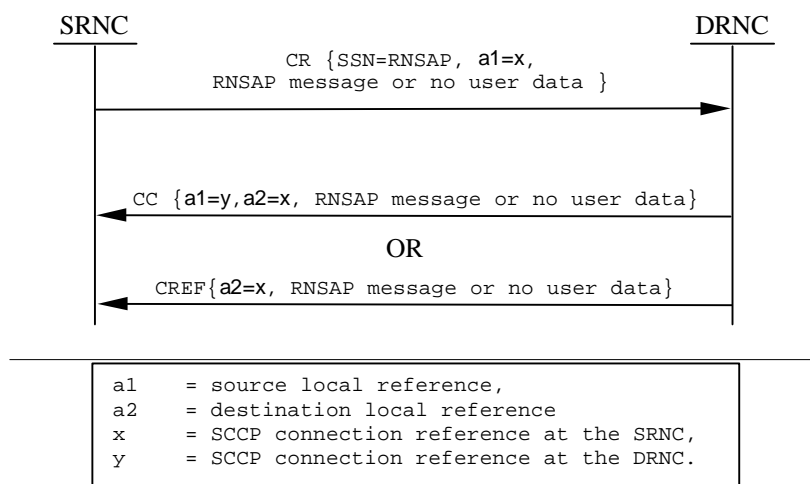 SRNC DRNC
CR {SSN=RNSAP, a1=x,
RNSAP message or no user data }
CC {a1=y,a2=x, RNSAP message or no user data}
OR
CREF{a2=x, RNSAP message or no user data}
a1 = source local reference,
a2 = destination local reference
x = SCCP connection reference at the SRNC,
y = SCCP connection reference at the DRNC.